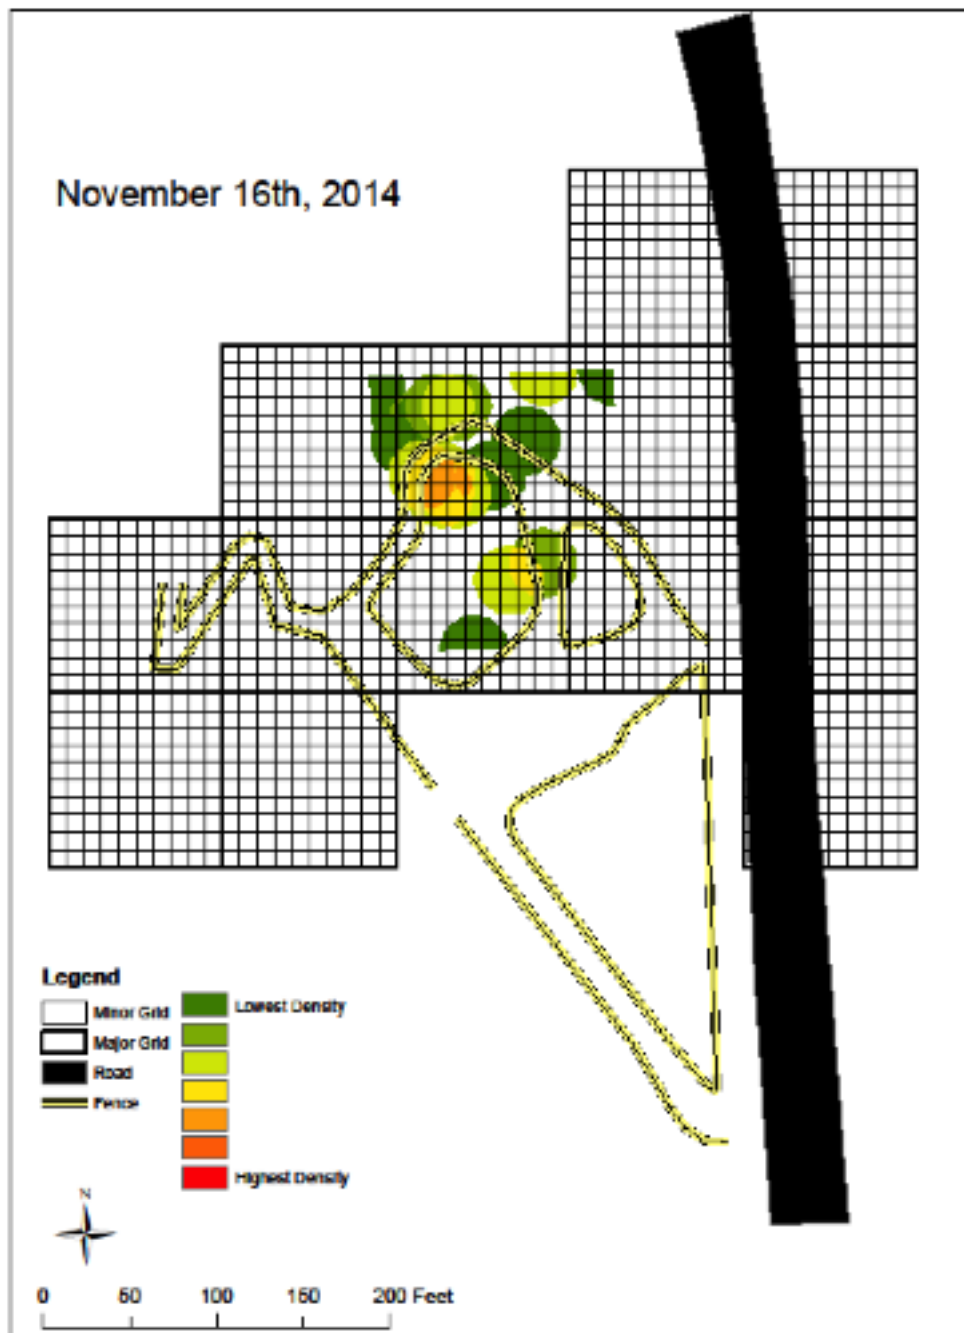 November 16th, 2014
Legend
Minor Grid
Major Grid
Road
Fence
Lowest Density
Highest Density
N
0 50 100 150 200 Feet